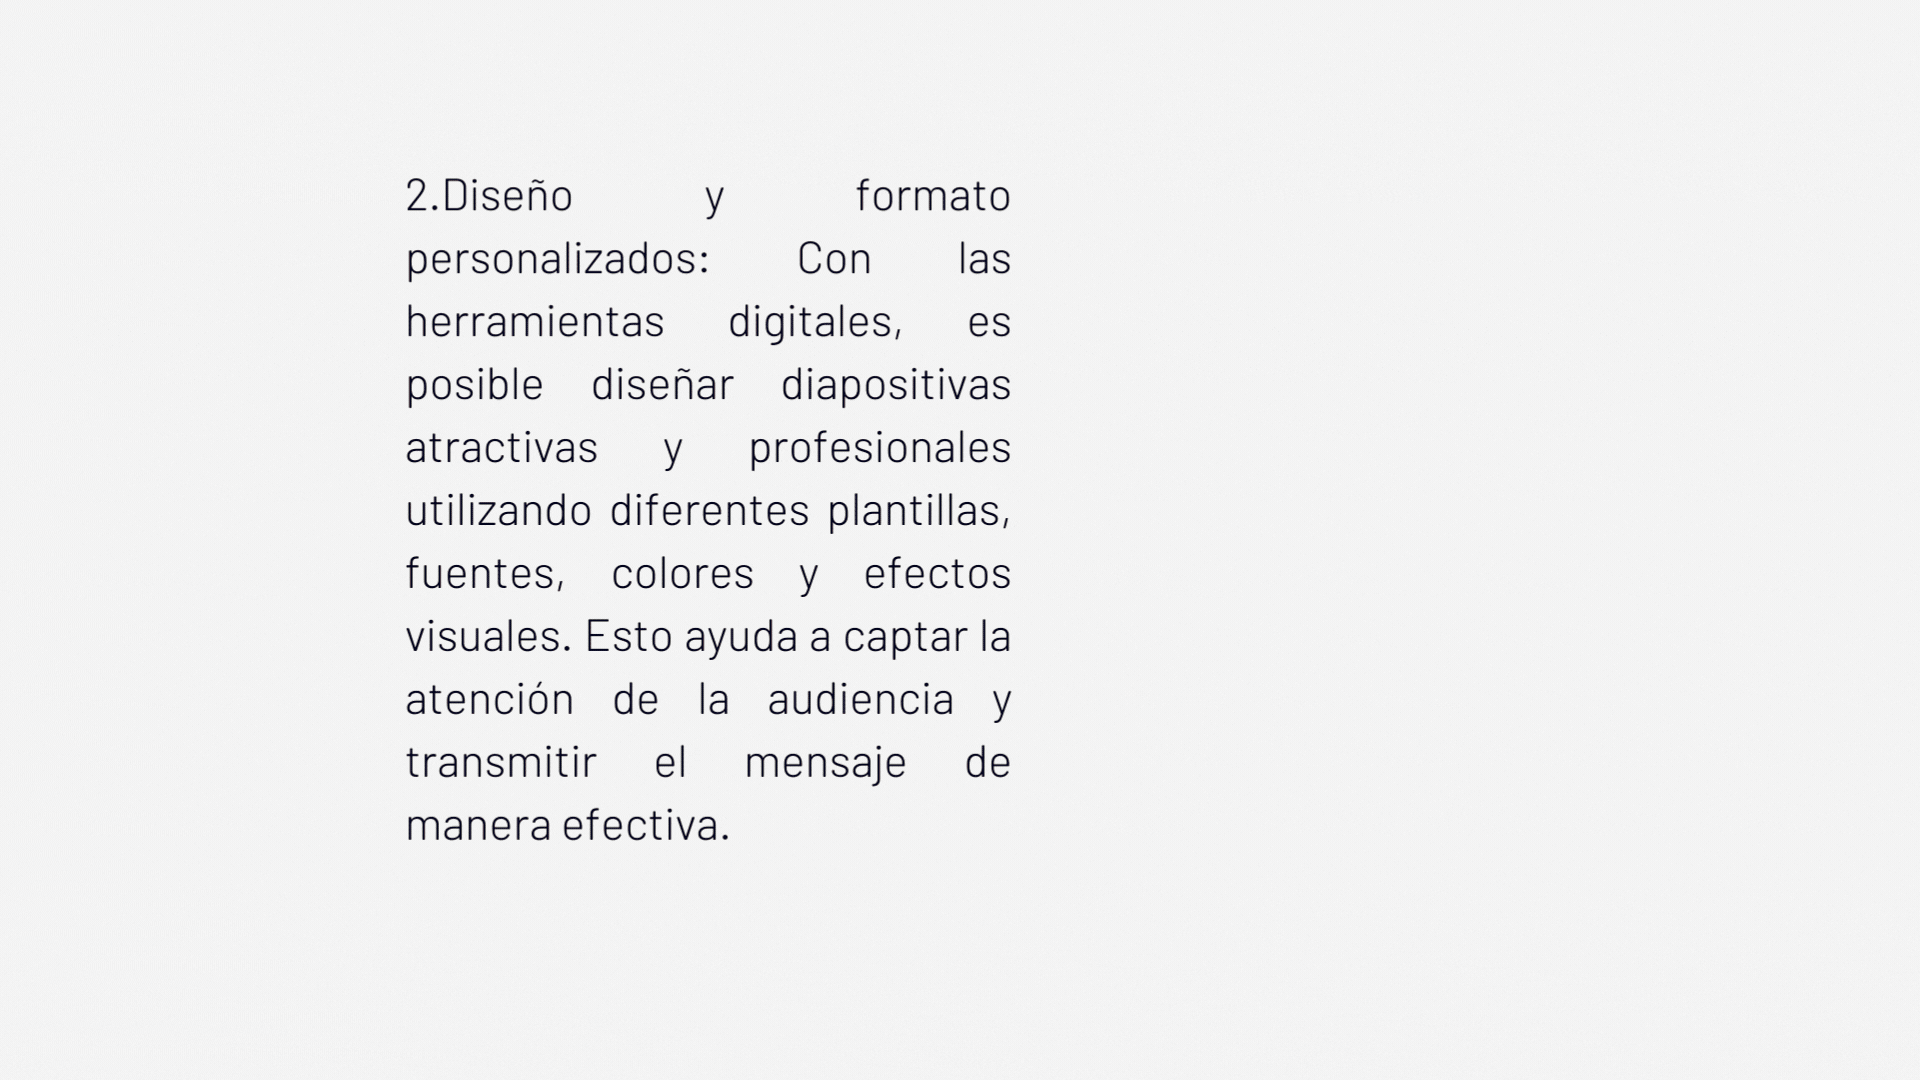 2.Diseño y formato
personalizados: Con las
herramientas digitales, es
posible diseñar diapositivas
atractivas y profesionales
utilizando diferentes plantillas,
fuentes, colores y efectos
visuales. Esto ayuda a captar la
atención de la audiencia y
transmitir el mensaje de
manera efectiva.